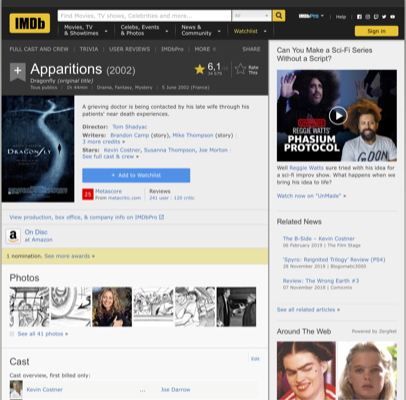 IMDb
Find Movies, TV shows, Celebrities and more...
All
IMDbPro
Help
Movies, TV & Showtimes
Celebs, Events & Photos
News & Community
Watchlist
Sign in
FULL CAST AND CREW | TRIVIA | USER REVIEWS | IMDbPro | MORE
SHARE
Apparitions (2002)
Dragonfly (original title)
Tous publics | 1h 44min | Drama, Fantasy, Mystery | 5 June 2002 (France)
6,1
Rate This
DRAGONFLY
A grieving doctor is being contacted by his late wife through his patients' near death experiences.
Director: Tom Shadyac
Writers: Brandon Camp (story), Mike Thompson (story)
3 more credits »
Stars: Kevin Costner, Susanna Thompson, Joe Morton
See full cast & crew »
+ Add to Watchlist
25
Metascore
From metacritic.com
Reviews
241 user | 120 critic
View production, box office, & company info on IMDbPro
a
On Disc
at Amazon
1 nomination. See more awards »
Photos
See all 41 photos »
Cast
Edit
Cast overview, first billed only:
Kevin Costner ... Joe Darrow
Can You Make a Sci-Fi Series Without a Script?
REGGIE WATTS'
PHASIUM
PROTOCOL
Well Reggie Watts sure tried with his idea for a sci-fi improv show. What happens when we bring his idea to life?
Watch now on "UnMade" »
Related News
The B-Side – Kevin Costner
06 February 2019 | The Film Stage
'Spyro: Reignited Trilogy' Review (PS4)
28 November 2018 | Blogomatic3000
Review: The Wrong Earth #3
07 November 2018 | Comicmix
See all related articles »
Around The Web
Powered by ZergNet